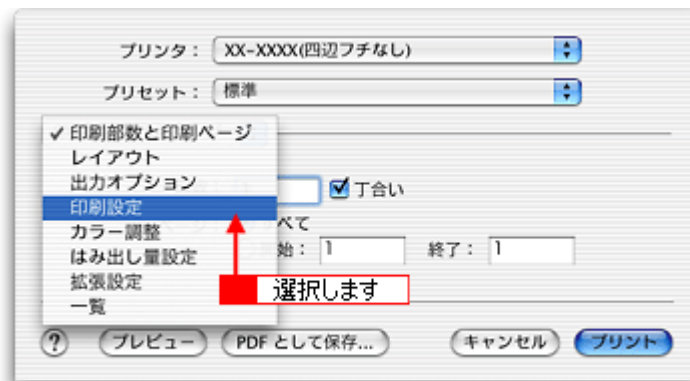 プリンタ： XX-XXXX(四辺フチなし)
プリセット： 標準
✓ 印刷部数と印刷ページ
レイアウト
出力オプション
丁合い
印刷設定
べて
カラー調整
始： 1 終了： 1
はみ出し量設定
拡張設定
選択します
一覧
? プレビュー PDF として保存... キャンセル プリント